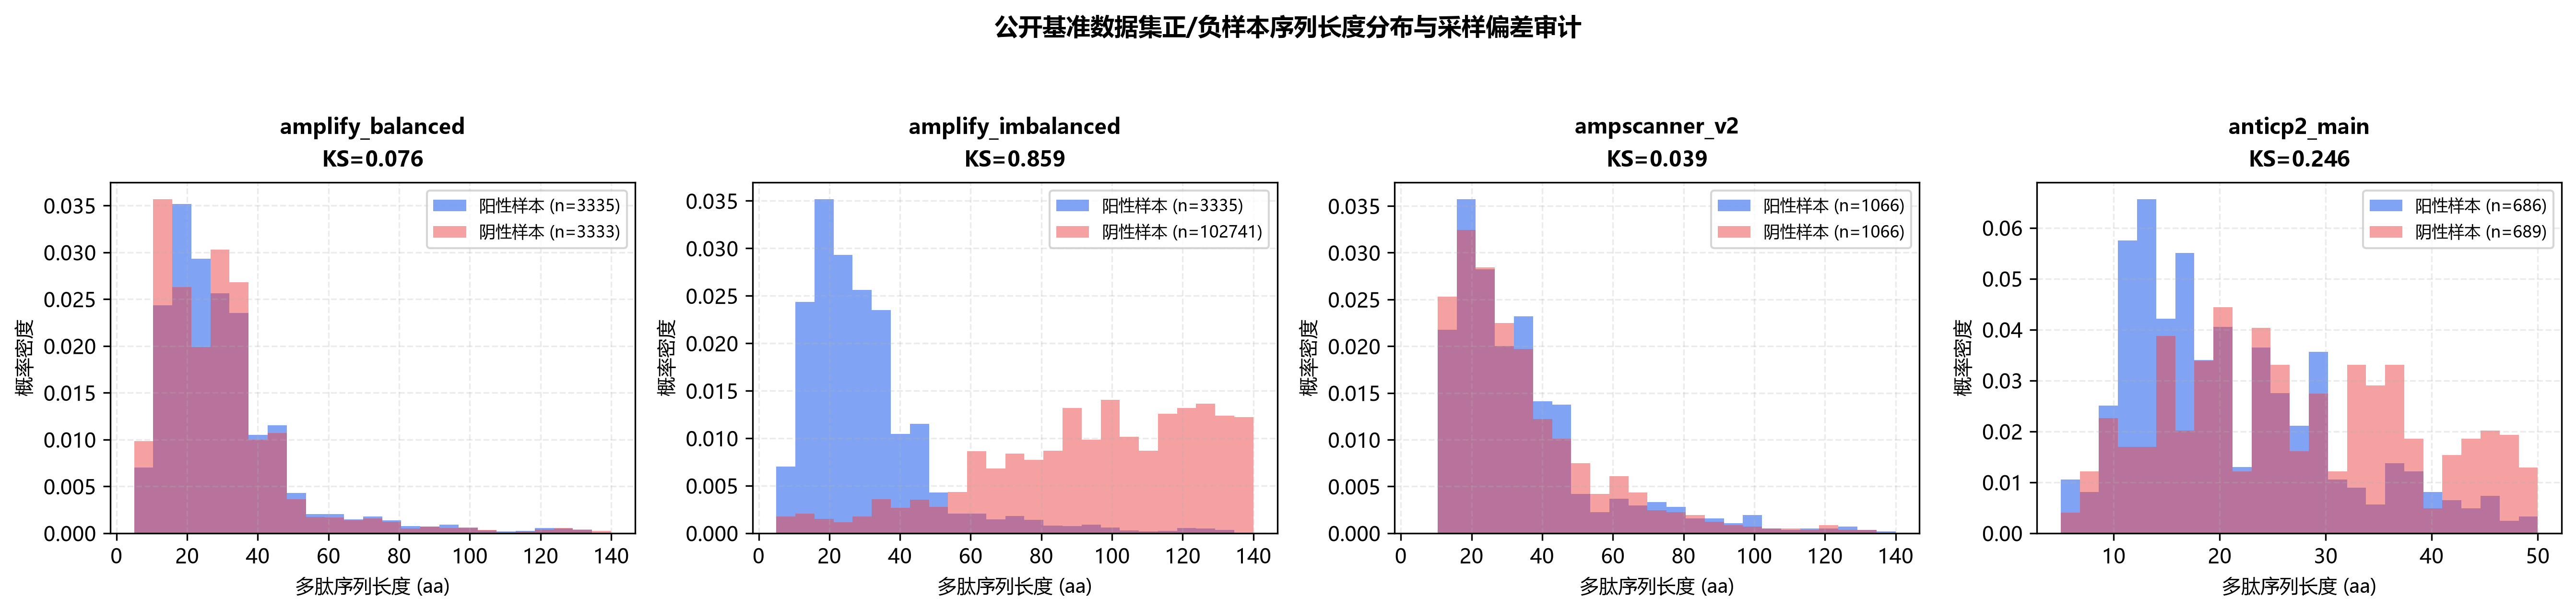 公开基准数据集正/负样本序列长度分布与采样偏差审计
amplify_balanced
KS=0.076
概率密度
0.035
0.030
0.025
0.020
0.015
0.010
0.005
0.000
阳性样本 (n=3335)
阴性样本 (n=3333)
0 20 40 60 80 100 120 140
多肽序列长度 (aa)
amplify_imbalanced
KS=0.859
概率密度
0.035
0.030
0.025
0.020
0.015
0.010
0.005
0.000
阳性样本 (n=3335)
阴性样本 (n=102741)
0 20 40 60 80 100 120 140
多肽序列长度 (aa)
ampscanner_v2
KS=0.039
概率密度
0.035
0.030
0.025
0.020
0.015
0.010
0.005
0.000
阳性样本 (n=1066)
阴性样本 (n=1066)
0 20 40 60 80 100 120 140
多肽序列长度 (aa)
anticp2_main
KS=0.246
概率密度
0.06
0.05
0.04
0.03
0.02
0.01
0.00
阳性样本 (n=686)
阴性样本 (n=689)
10 20 30 40 50
多肽序列长度 (aa)